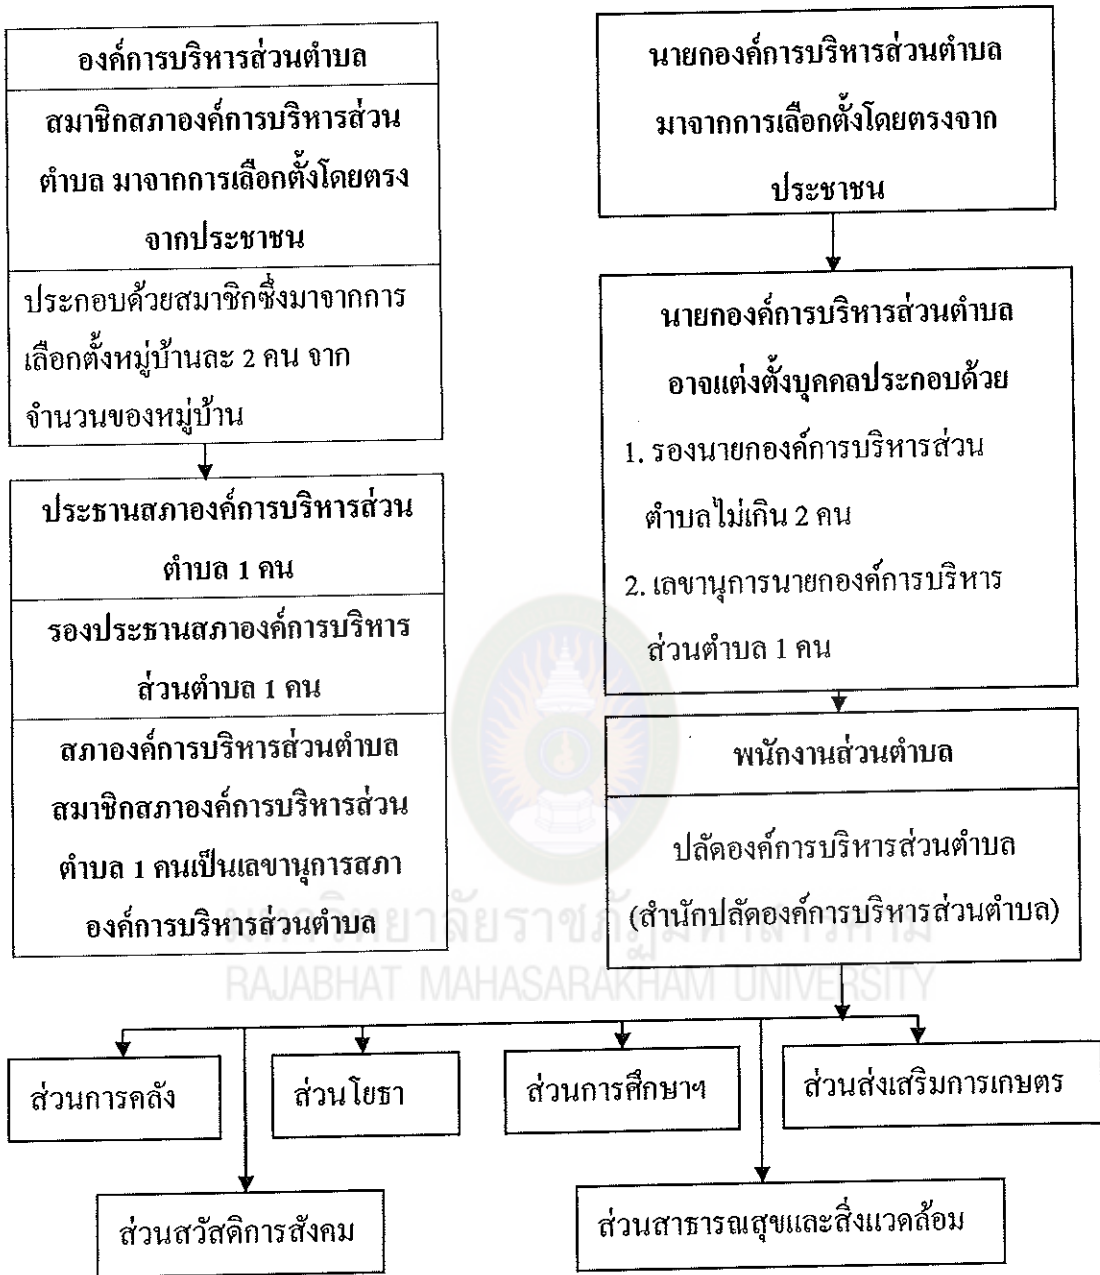 องค์การบริหารส่วนตำบล
สมาชิกสภาองค์การบริหารส่วน
ตำบล มาจากการเลือกตั้งโดยตรง
จากประชาชน
ประกอบด้วยสมาชิกซึ่งมาจากการ
เลือกตั้งหมู่บ้านละ 2 คน จาก
จำนวนของหมู่บ้าน
ประธานสภาองค์การบริหารส่วน
ตำบล 1 คน
รองประธานสภาองค์การบริหาร
ส่วนตำบล 1 คน
สภาองค์การบริหารส่วนตำบล
สมาชิกสภาองค์การบริหารส่วน
ตำบล 1 คนเป็นเลขานุการสภา
องค์การบริหารส่วนตำบล
นายกองค์การบริหารส่วนตำบล
มาจากการเลือกตั้งโดยตรงจาก
ประชาชน
นายกองค์การบริหารส่วนตำบล
อาจแต่งตั้งบุคคลประกอบด้วย
1. รองนายกองค์การบริหารส่วน
ตำบลไม่เกิน 2 คน
2. เลขานุการนายกองค์การบริหาร
ส่วนตำบล 1 คน
พนักงานส่วนตำบล
ปลัดองค์การบริหารส่วนตำบล
(สำนักปลัดองค์การบริหารส่วนตำบล)
มหาวิทยาลัยราชภัฏมหาสารคาม
RAJABHAT MAHASARAKHAM UNIVERSITY
ส่วนการคลัง
ส่วนโยธา
ส่วนการศึกษาฯ
ส่วนส่งเสริมการเกษตร
ส่วนสวัสดิการสังคม
ส่วนสาธารณสุขและสิ่งแวดล้อม